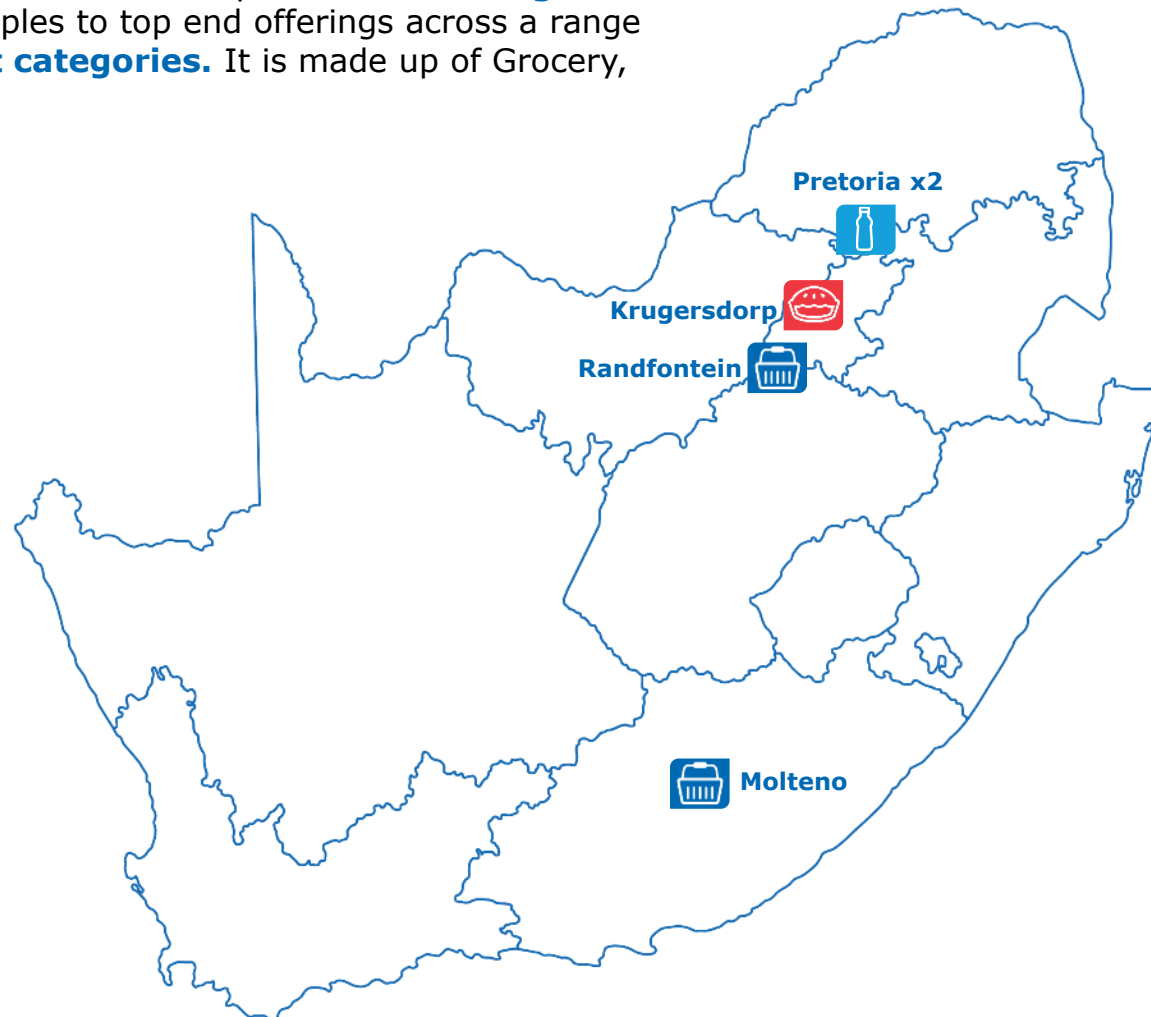 ples to top end offerings across a range
categories. It is made up of Grocery,
Pretoria x2
Krugersdorp
Randfontein
Molteno